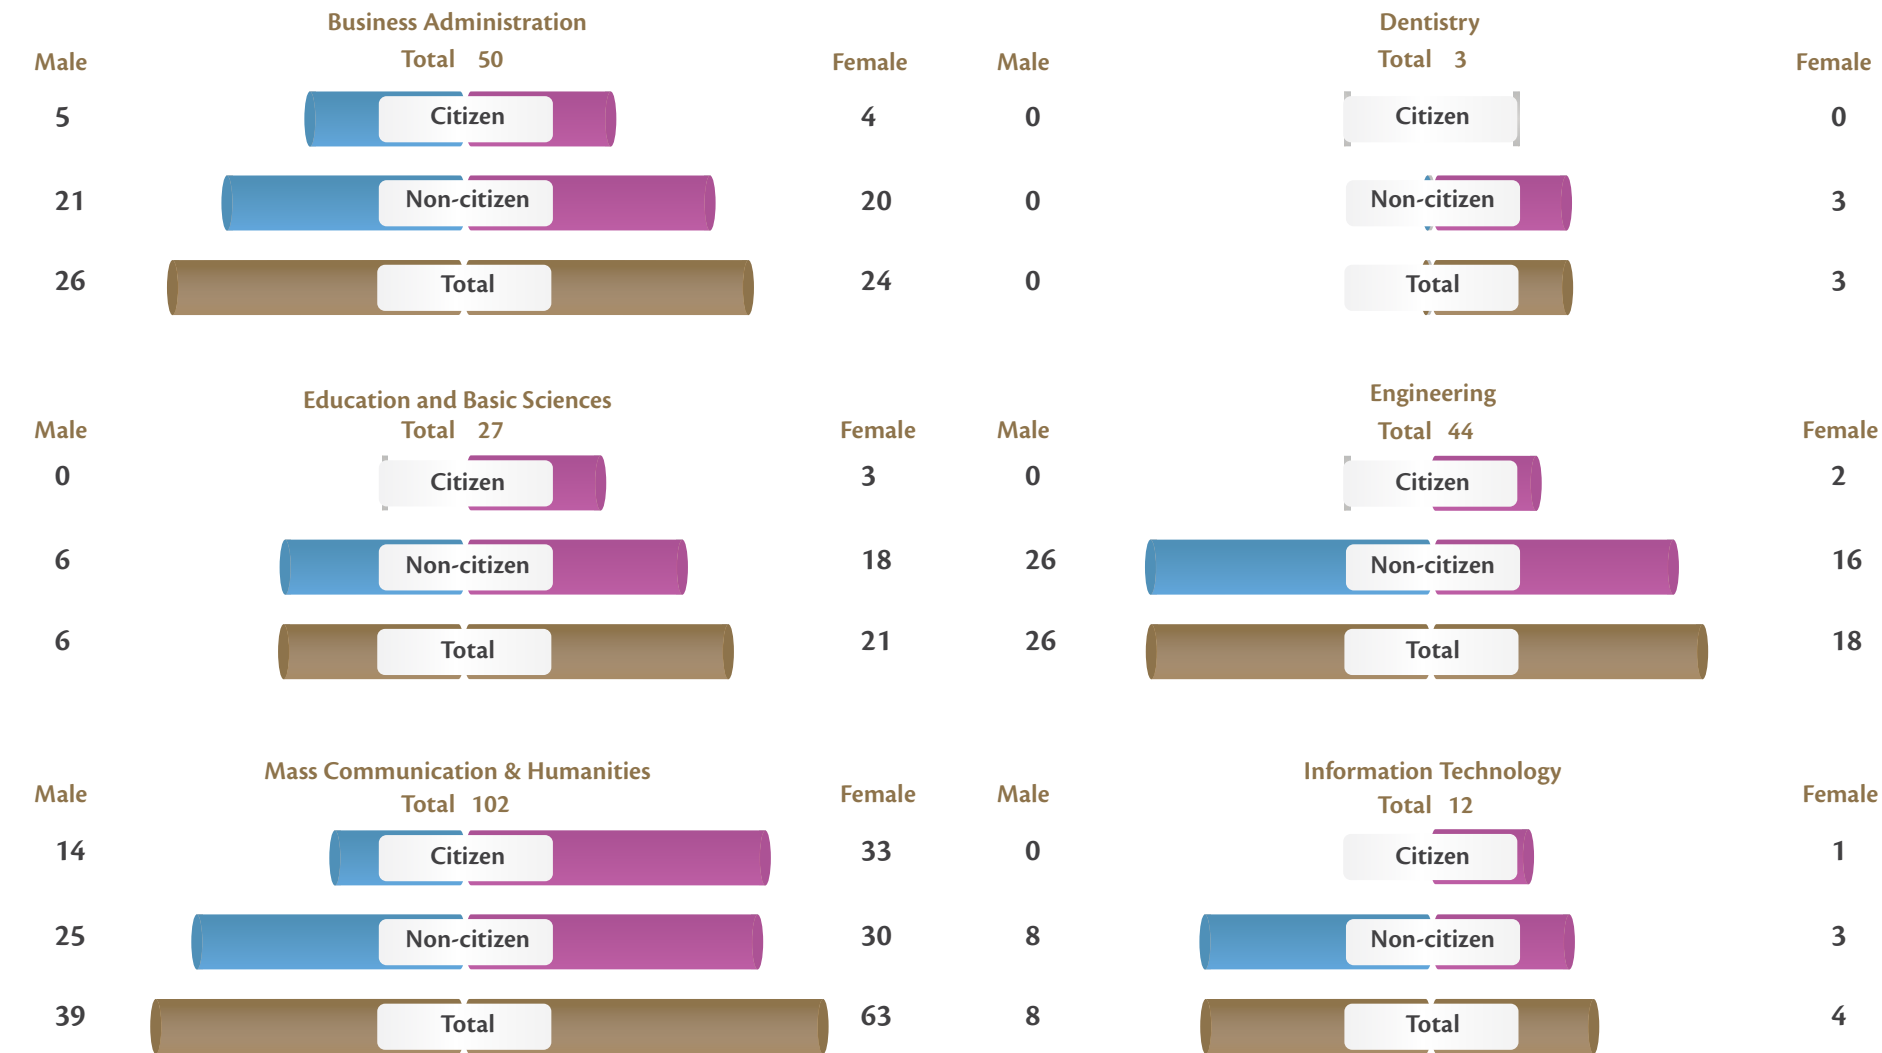 Business Administration
Male Total 50 Female
5 Citizen 4
21 Non-citizen 20
26 Total 24
Dentistry
Male Total 3 Female
0 Citizen 0
0 Non-citizen 3
0 Total 3
Education and Basic Sciences
Male Total 27 Female
0 Citizen 3
6 Non-citizen 18
6 Total 21
Engineering
Male Total 44 Female
0 Citizen 2
26 Non-citizen 16
26 Total 18
Mass Communication & Humanities
Male Total 102 Female
14 Citizen 33
25 Non-citizen 30
39 Total 63
Information Technology
Male Total 12 Female
0 Citizen 1
8 Non-citizen 3
8 Total 4